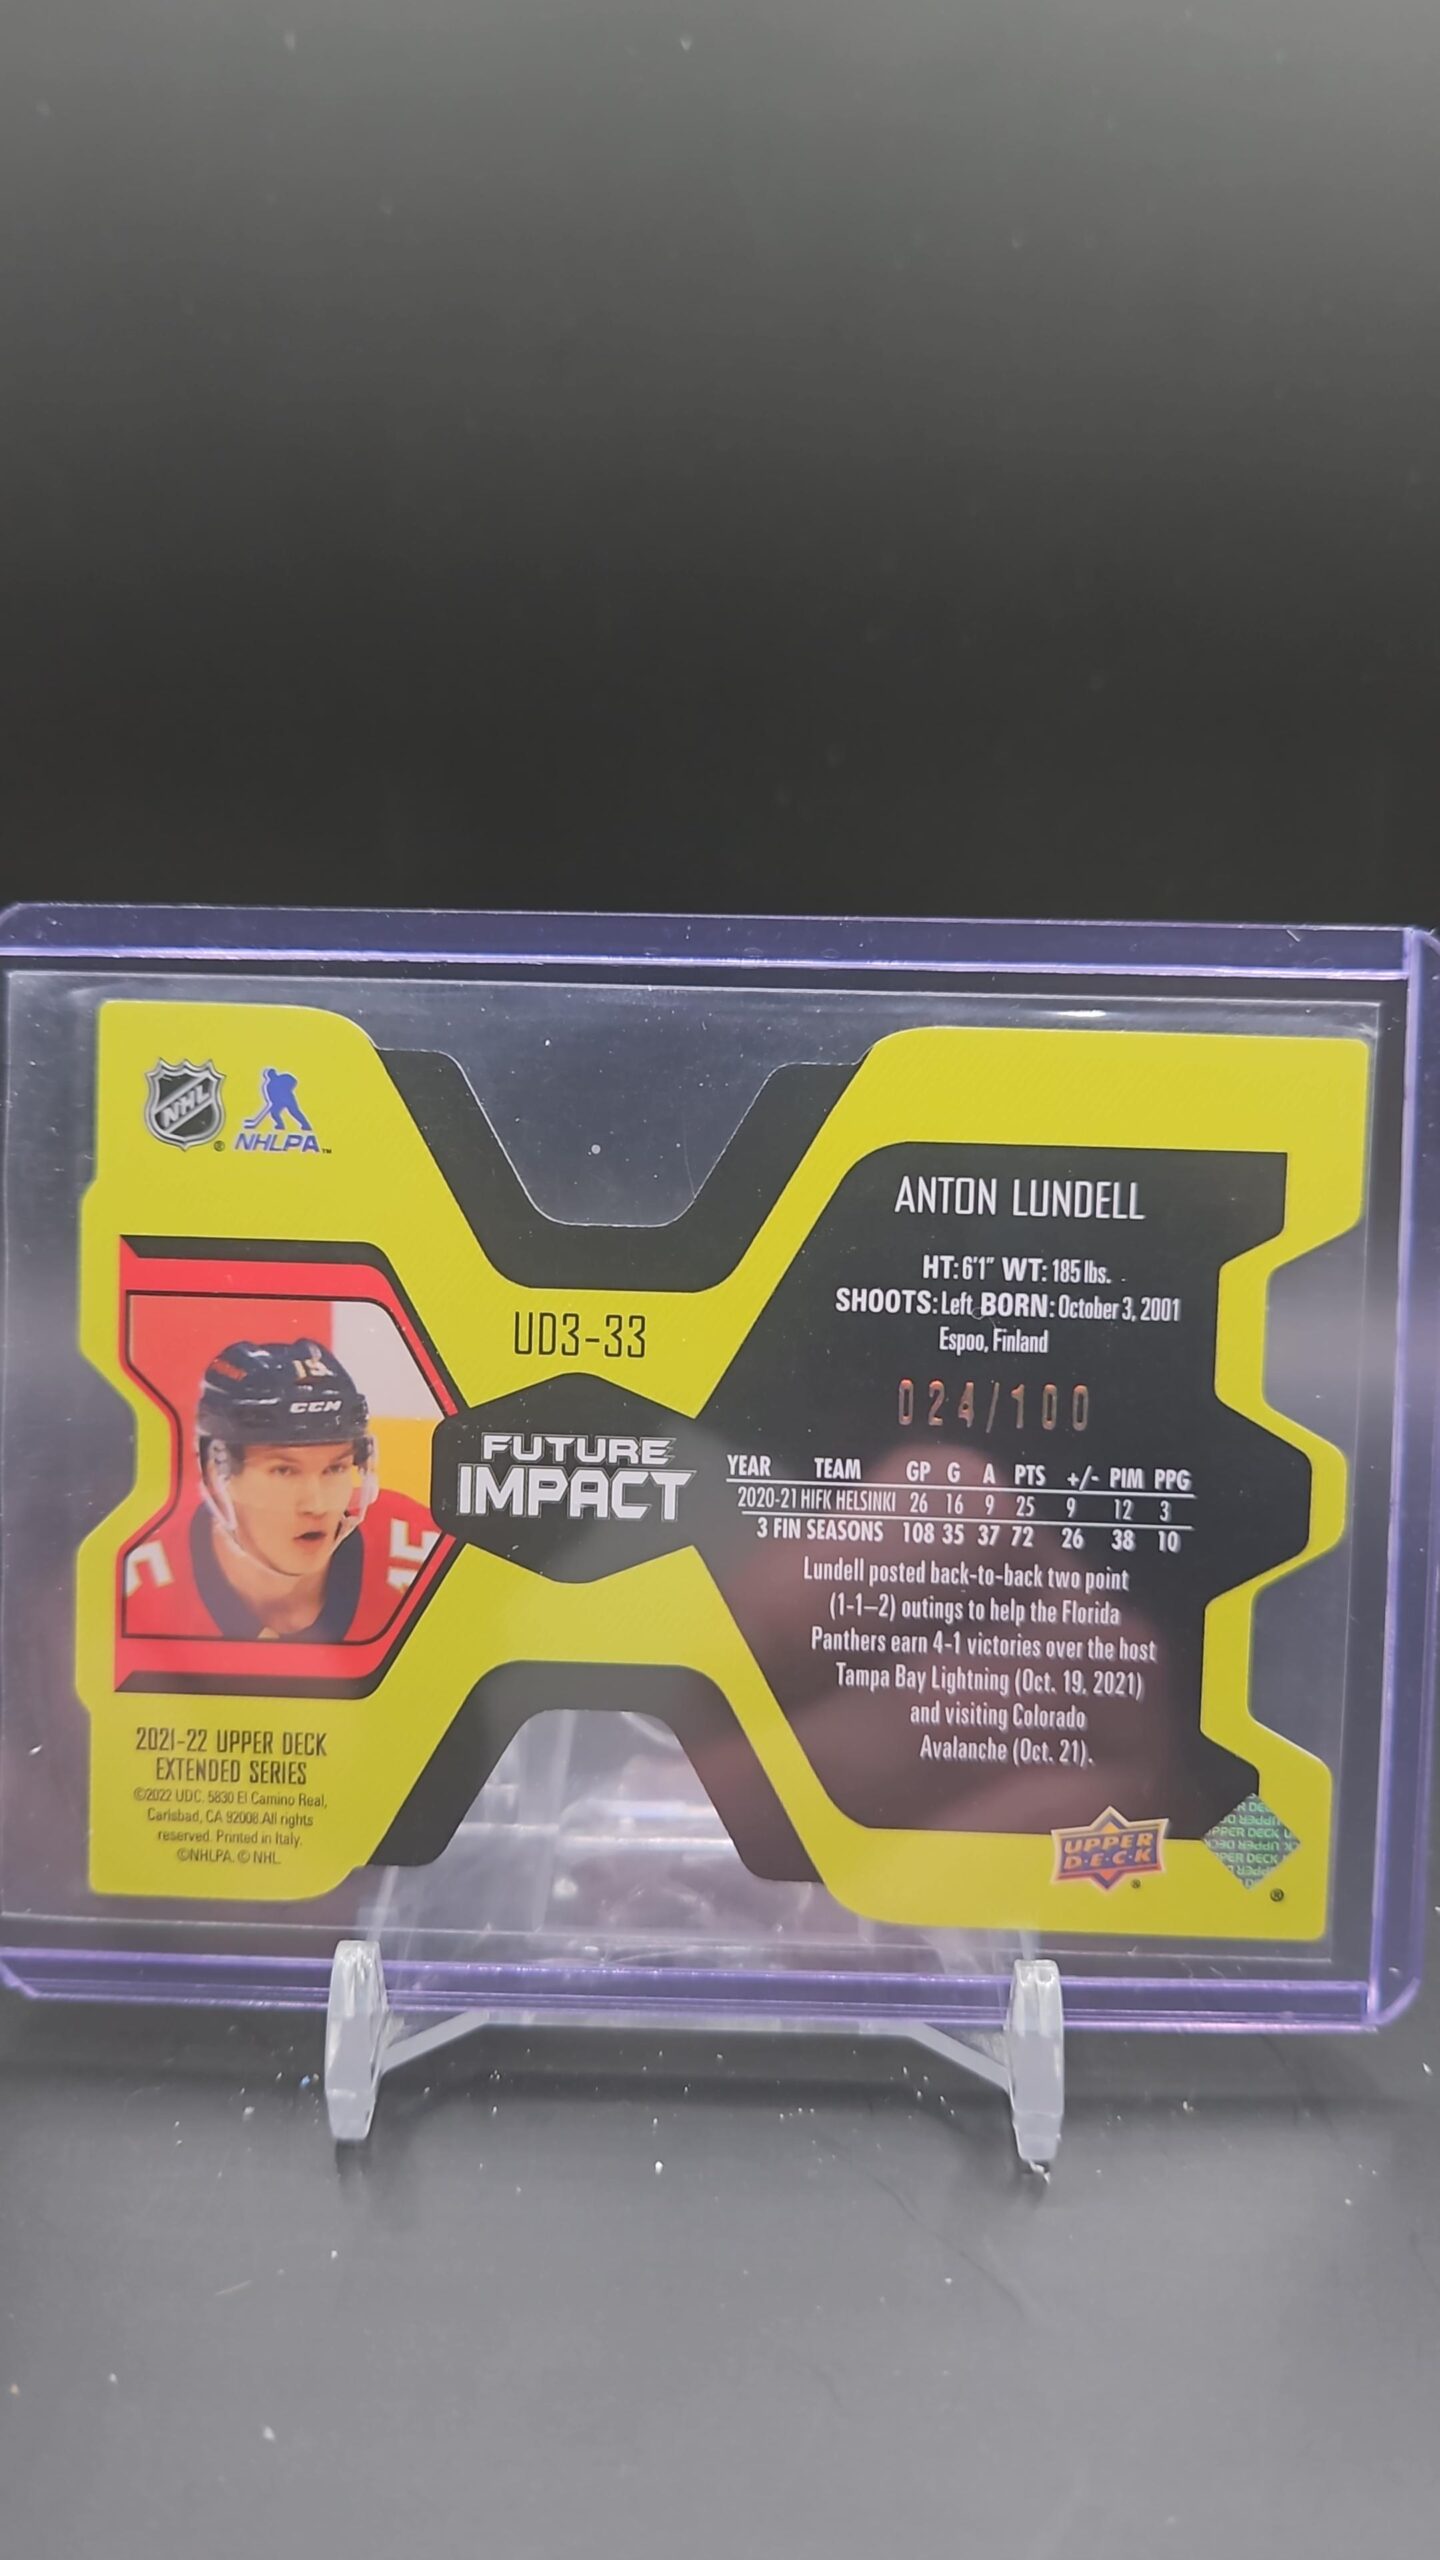 NHL
®
NHLPA™
15
CCM
15
UD3-33
FUTURE
IMPACT
2021-22 UPPER DECK
EXTENDED SERIES
©2022 UDC. 5830 El Camino Real,
Carlsbad, CA 92008. All rights
reserved. Printed in Italy.
©NHLPA. © NHL.
ANTON LUNDELL
HT: 6'1" WT: 185 lbs.
SHOOTS: Left BORN: October 3, 2001
Espoo, Finland
024/100
YEAR TEAM GP G A PTS +/- PIM PPG
2020-21 HIFK HELSINKI 26 16 9 25 9 12 3
3 FIN SEASONS 108 35 37 72 26 38 10
Lundell posted back-to-back two point
(1-1–2) outings to help the Florida
Panthers earn 4-1 victories over the host
Tampa Bay Lightning (Oct. 19, 2021)
and visiting Colorado
Avalanche (Oct. 21).
UPPER
D·E·C·K
®
UPPER DECK
®